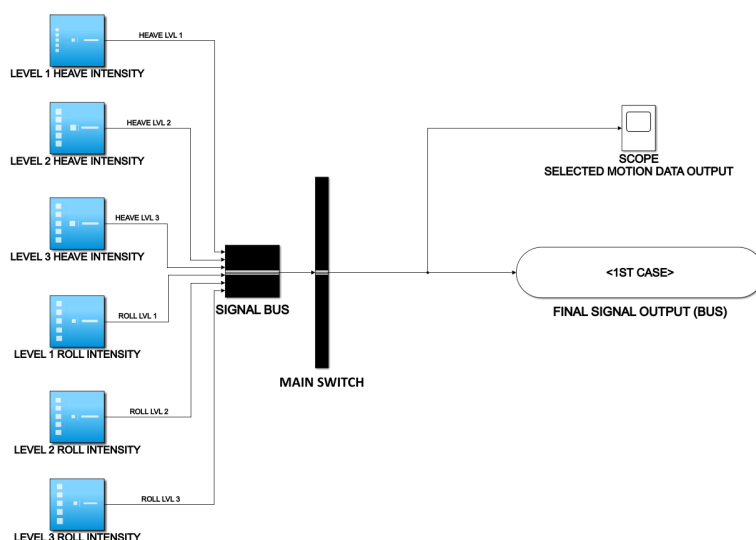 HEAVE LVL 1
LEVEL 1 HEAVE INTENSITY
HEAVE LVL 2
LEVEL 2 HEAVE INTENSITY
HEAVE LVL 3
LEVEL 3 HEAVE INTENSITY
ROLL LVL 1
LEVEL 1 ROLL INTENSITY
ROLL LVL 2
LEVEL 2 ROLL INTENSITY
ROLL LVL 3
LEVEL 3 ROLL INTENSITY
SIGNAL BUS
MAIN SWITCH
SCOPE
SELECTED MOTION DATA OUTPUT
<1ST CASE>
FINAL SIGNAL OUTPUT (BUS)